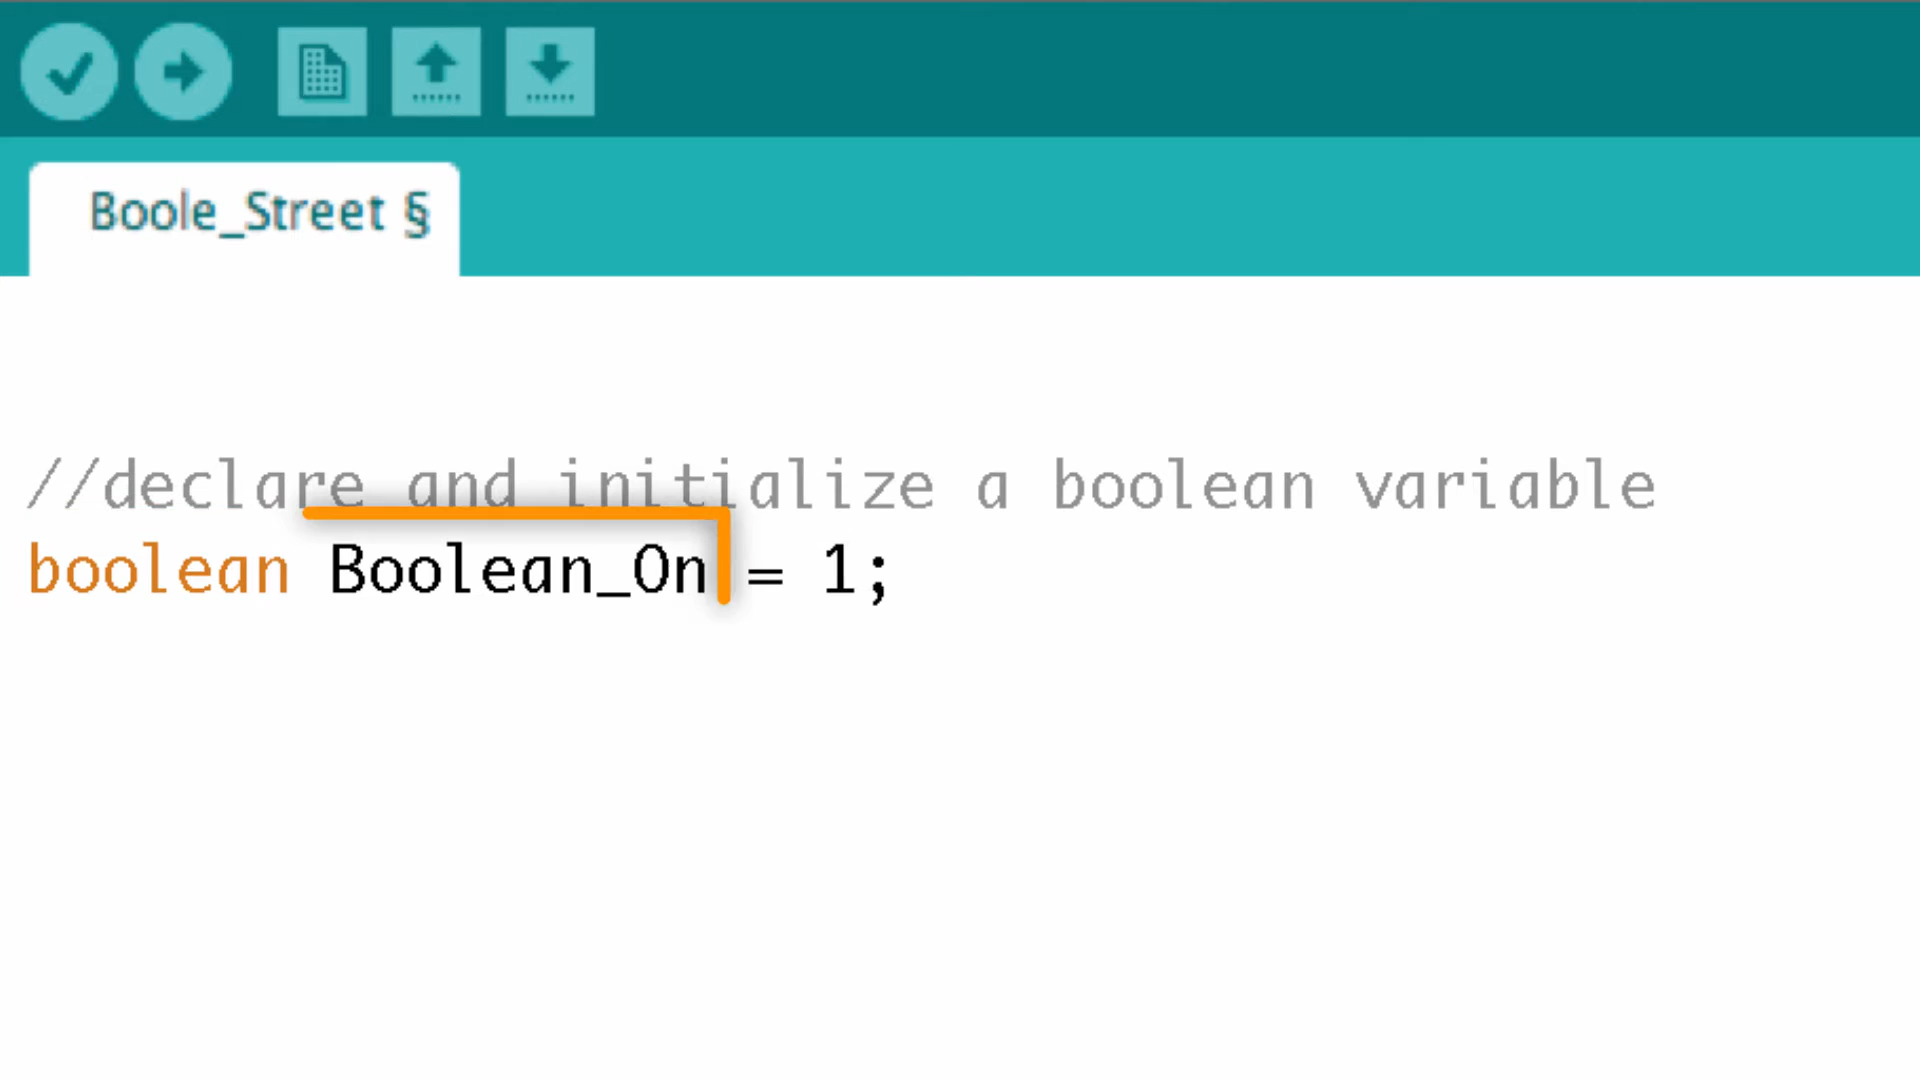 Boole_Street §
//declare and initialize a boolean variable
boolean Boolean_On = 1;